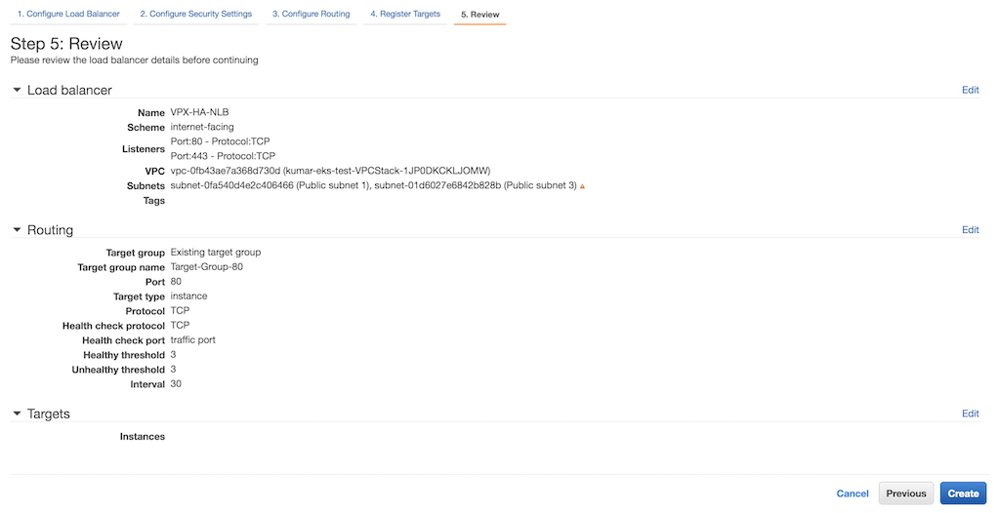 1. Configure Load Balancer 2. Configure Security Settings 3. Configure Routing 4. Register Targets 5. Review
Step 5: Review
Please review the load balancer details before continuing
Load balancer Edit
Name VPX-HA-NLB
Scheme internet-facing
Listeners Port:80 - Protocol:TCP
Port:443 - Protocol:TCP
VPC vpc-0fb43ae7a368d730d (kumar-eks-test-VPCStack-1JP0DKCKLJOMW)
Subnets subnet-0fa540d4e2c406466 (Public subnet 1), subnet-01d6027e6842b828b (Public subnet 3)
Tags
Routing Edit
Target group Existing target group
Target group name Target-Group-80
Port 80
Target type instance
Protocol TCP
Health check protocol TCP
Health check port traffic port
Healthy threshold 3
Unhealthy threshold 3
Interval 30
Targets Edit
Instances
Cancel Previous Create